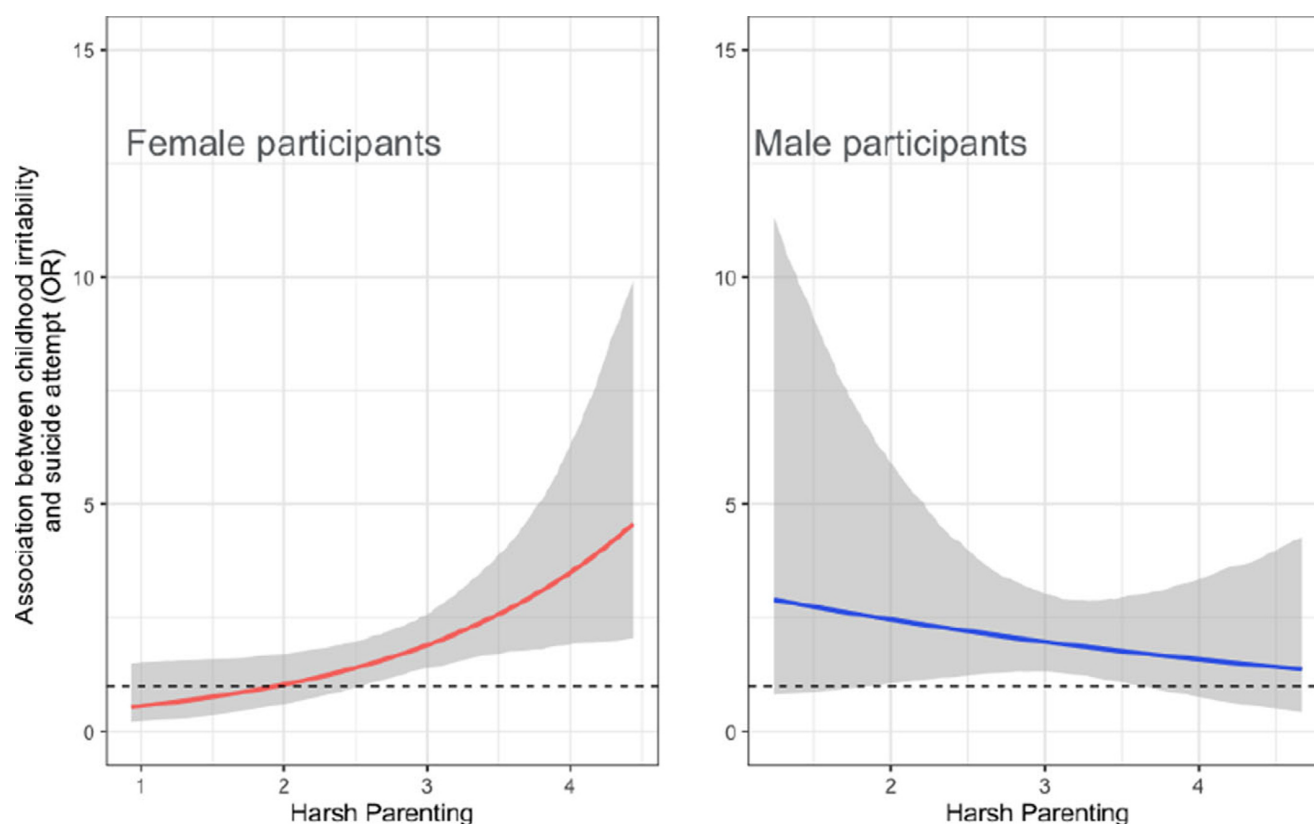 Association between childhood irritability
and suicide attempt (OR)
15
10
5
0
Female participants
1 2 3 4
Harsh Parenting
15
10
5
0
Male participants
2 3 4
Harsh Parenting